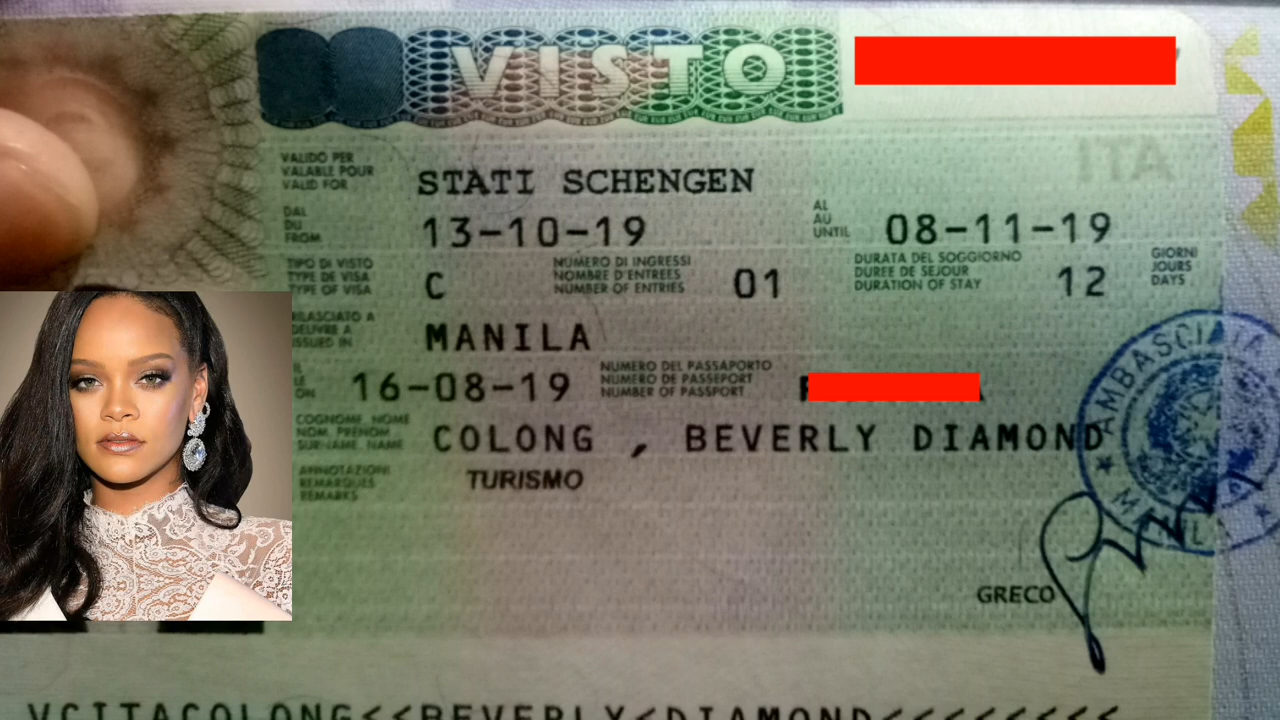 VISTO
ITA
VALIDO PER
VALABLE POUR
VALID FOR
STATI SCHENGEN
DAL
DU
FROM
13-10-19
AL
AU
UNTIL
08-11-19
TIPO DI VISTO
TYPE DE VISA
TYPE OF VISA
C
NUMERO DI INGRESSI
NOMBRE D'ENTREES
NUMBER OF ENTRIES
01
DURATA DEL SOGGIORNO
DUREE DE SEJOUR
DURATION OF STAY
12
GIORNI
JOURS
DAYS
RILASCIATO A
DELIVRE A
ISSUED IN
MANILA
IL
LE
ON
16-08-19
NUMERO DEL PASSAPORTO
NUMERO DE PASSEPORT
NUMBER OF PASSPORT
COGNOME, NOME
NOM, PRENOM
SURNAME, NAME
COLONG , BEVERLY DIAMOND
ANNOTAZIONI
REMARQUES
REMARKS
TURISMO
AMBASCIATA
GRECO
VCITACOLONG<<BEVERLY<DIAMOND<<<<<<<<